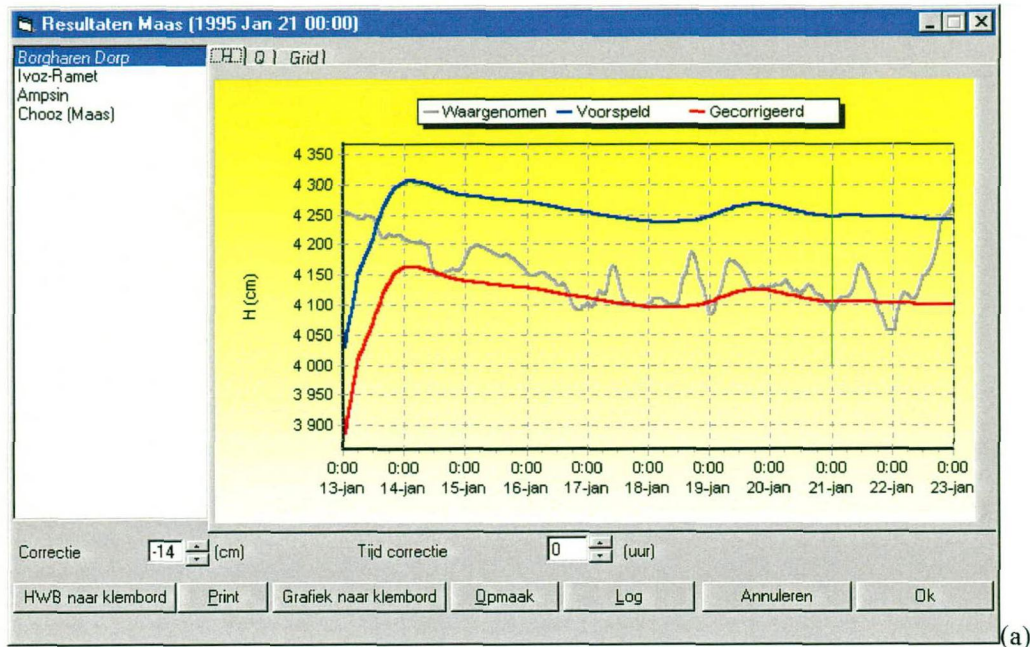 Resultaten Maas (1995 Jan 21 00:00)
Borgharen Dorp
Ivoz-Ramet
Ampsin
Chooz (Maas)
H Q Grid
Waargenomen Voorspeld Gecorrigeerd
H (cm)
4 350
4 300
4 250
4 200
4 150
4 100
4 050
4 000
3 950
3 900
0:00 0:00 0:00 0:00 0:00 0:00 0:00 0:00 0:00 0:00 0:00
13-jan 14-jan 15-jan 16-jan 17-jan 18-jan 19-jan 20-jan 21-jan 22-jan 23-jan
Correctie -14 (cm) Tijd correctie 0 (uur)
HWB naar klembord Print Grafiek naar klembord Opmaak Log Annuleren Ok
(a)